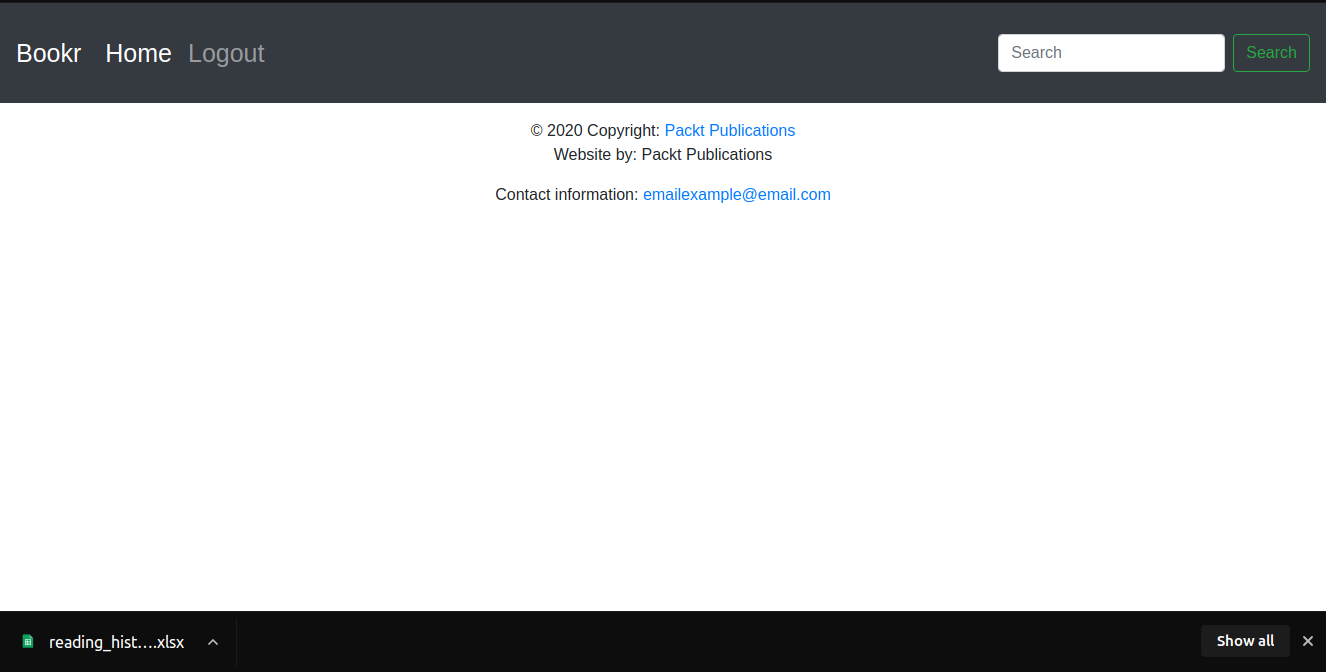 Bookr Home Logout Search Search
© 2020 Copyright: Packt Publications
Website by: Packt Publications
Contact information: emailexample@email.com
reading_hist....xlsx Show all